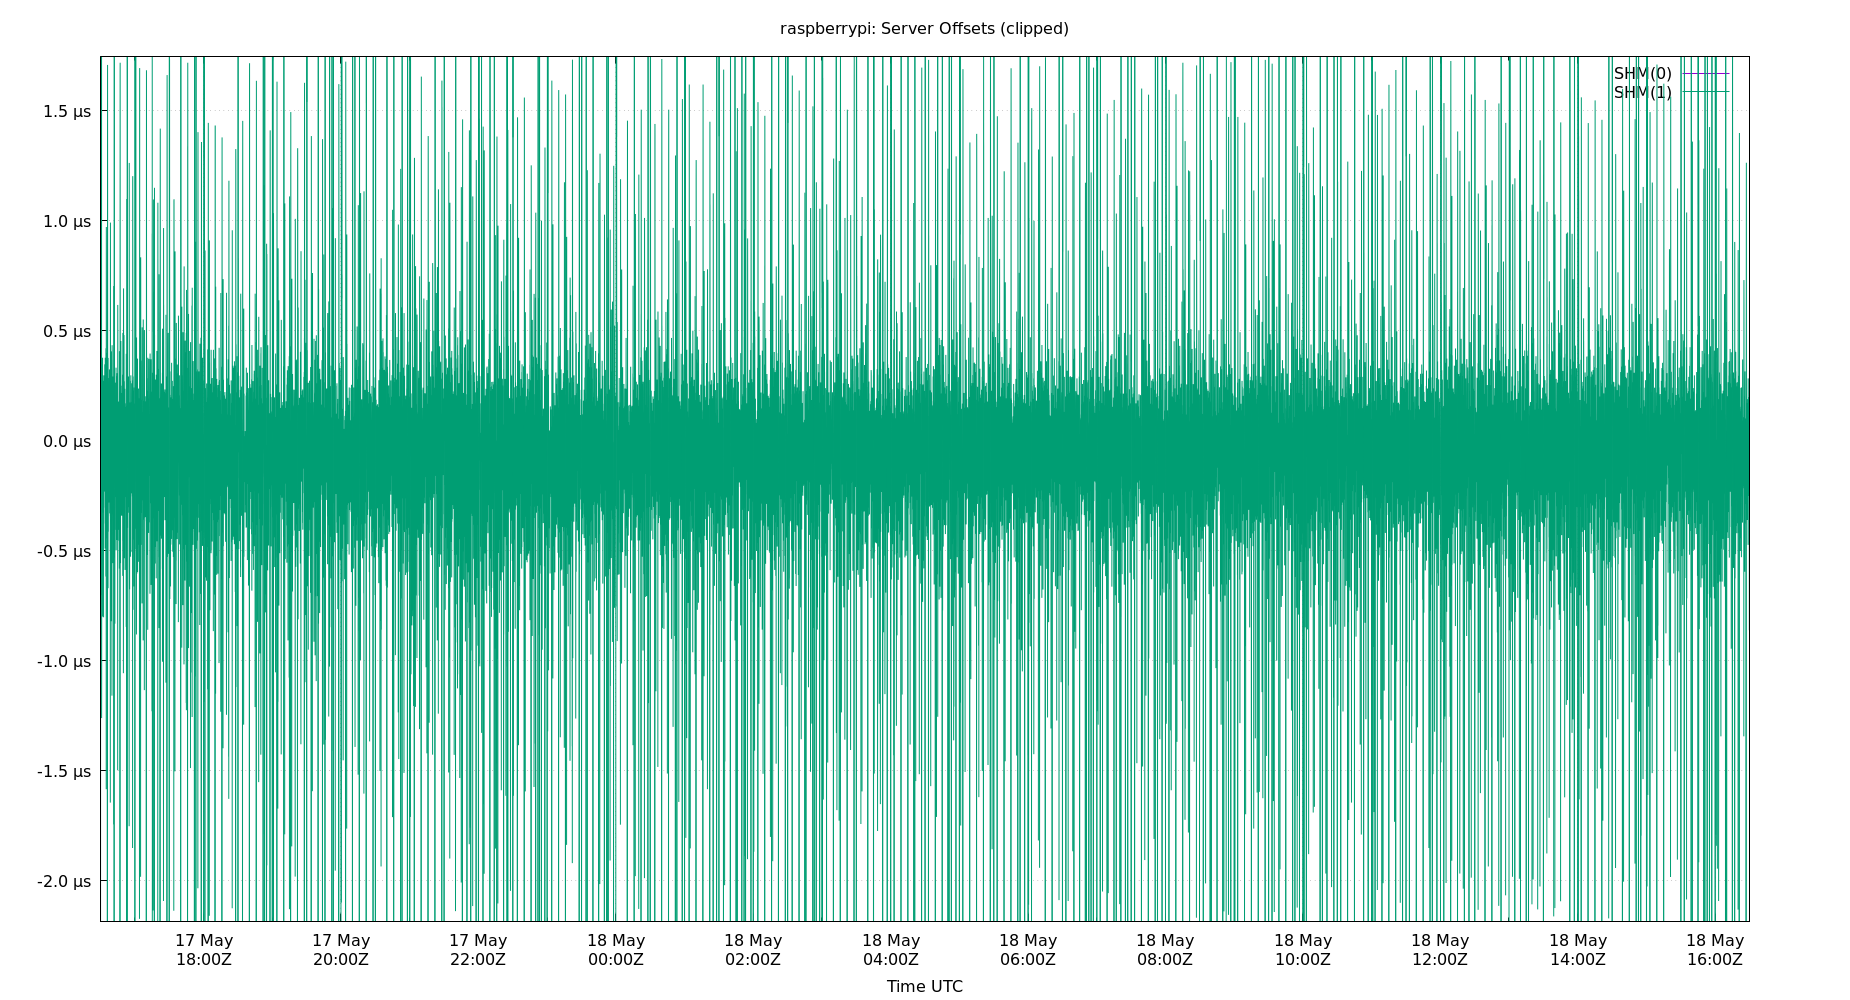 raspberrypi: Server Offsets (clipped)
SHM(0)
SHM(1)
1.5 µs
1.0 µs
0.5 µs
0.0 µs
-0.5 µs
-1.0 µs
-1.5 µs
-2.0 µs
17 May 17 May 17 May 18 May 18 May 18 May 18 May 18 May 18 May 18 May 18 May 18 May
18:00Z 20:00Z 22:00Z 00:00Z 02:00Z 04:00Z 06:00Z 08:00Z 10:00Z 12:00Z 14:00Z 16:00Z
Time UTC